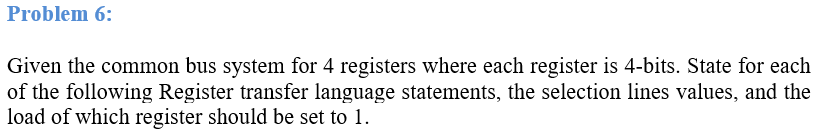 Problem 6:
Given the common bus system for 4 registers where each register is 4-bits. State for each
of the following Register transfer language statements, the selection lines values, and the
load of which register should be set to 1.